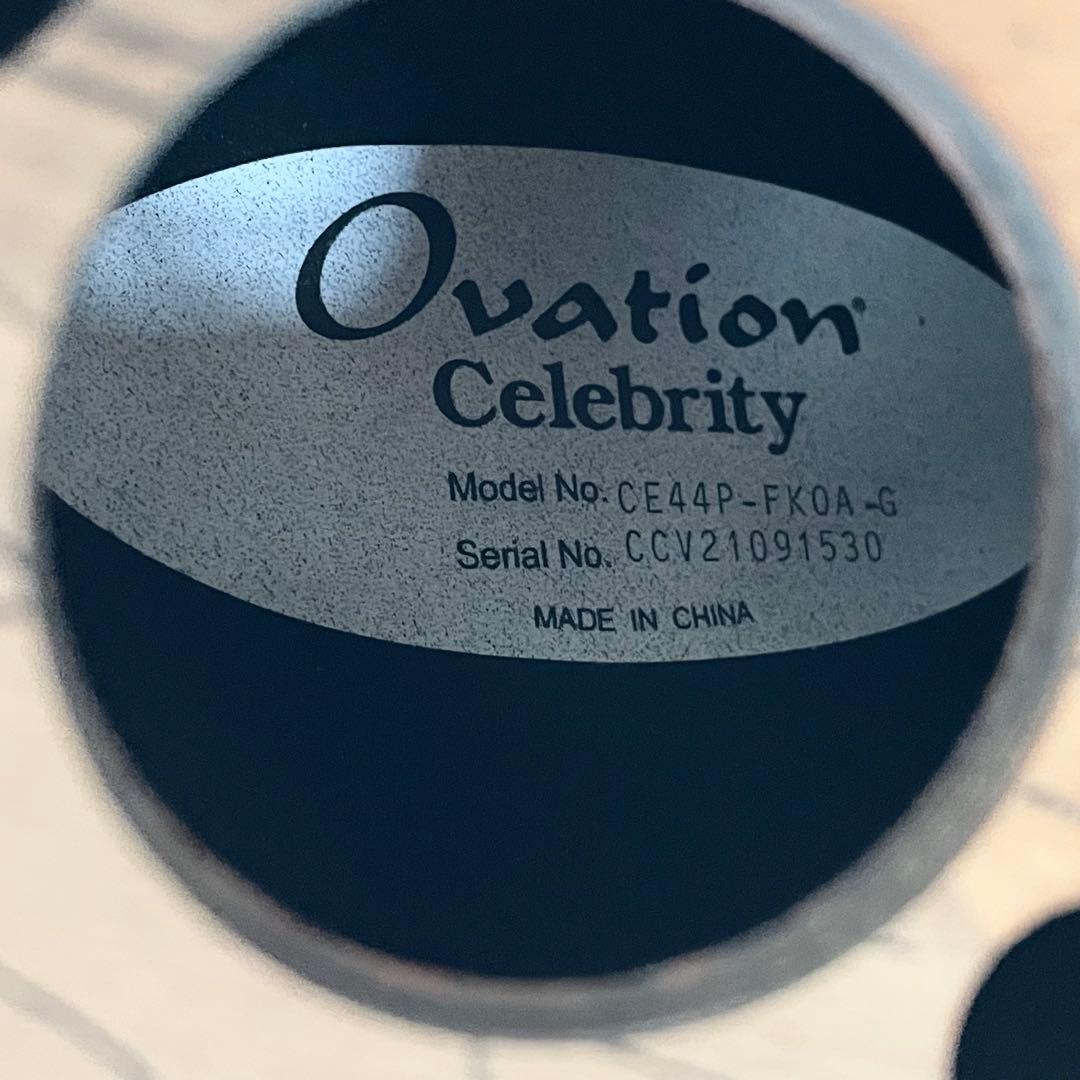 Ovation®
Celebrity
Model No. CE44P-FKOA-G
Serial No. CCV21091530
MADE IN CHINA